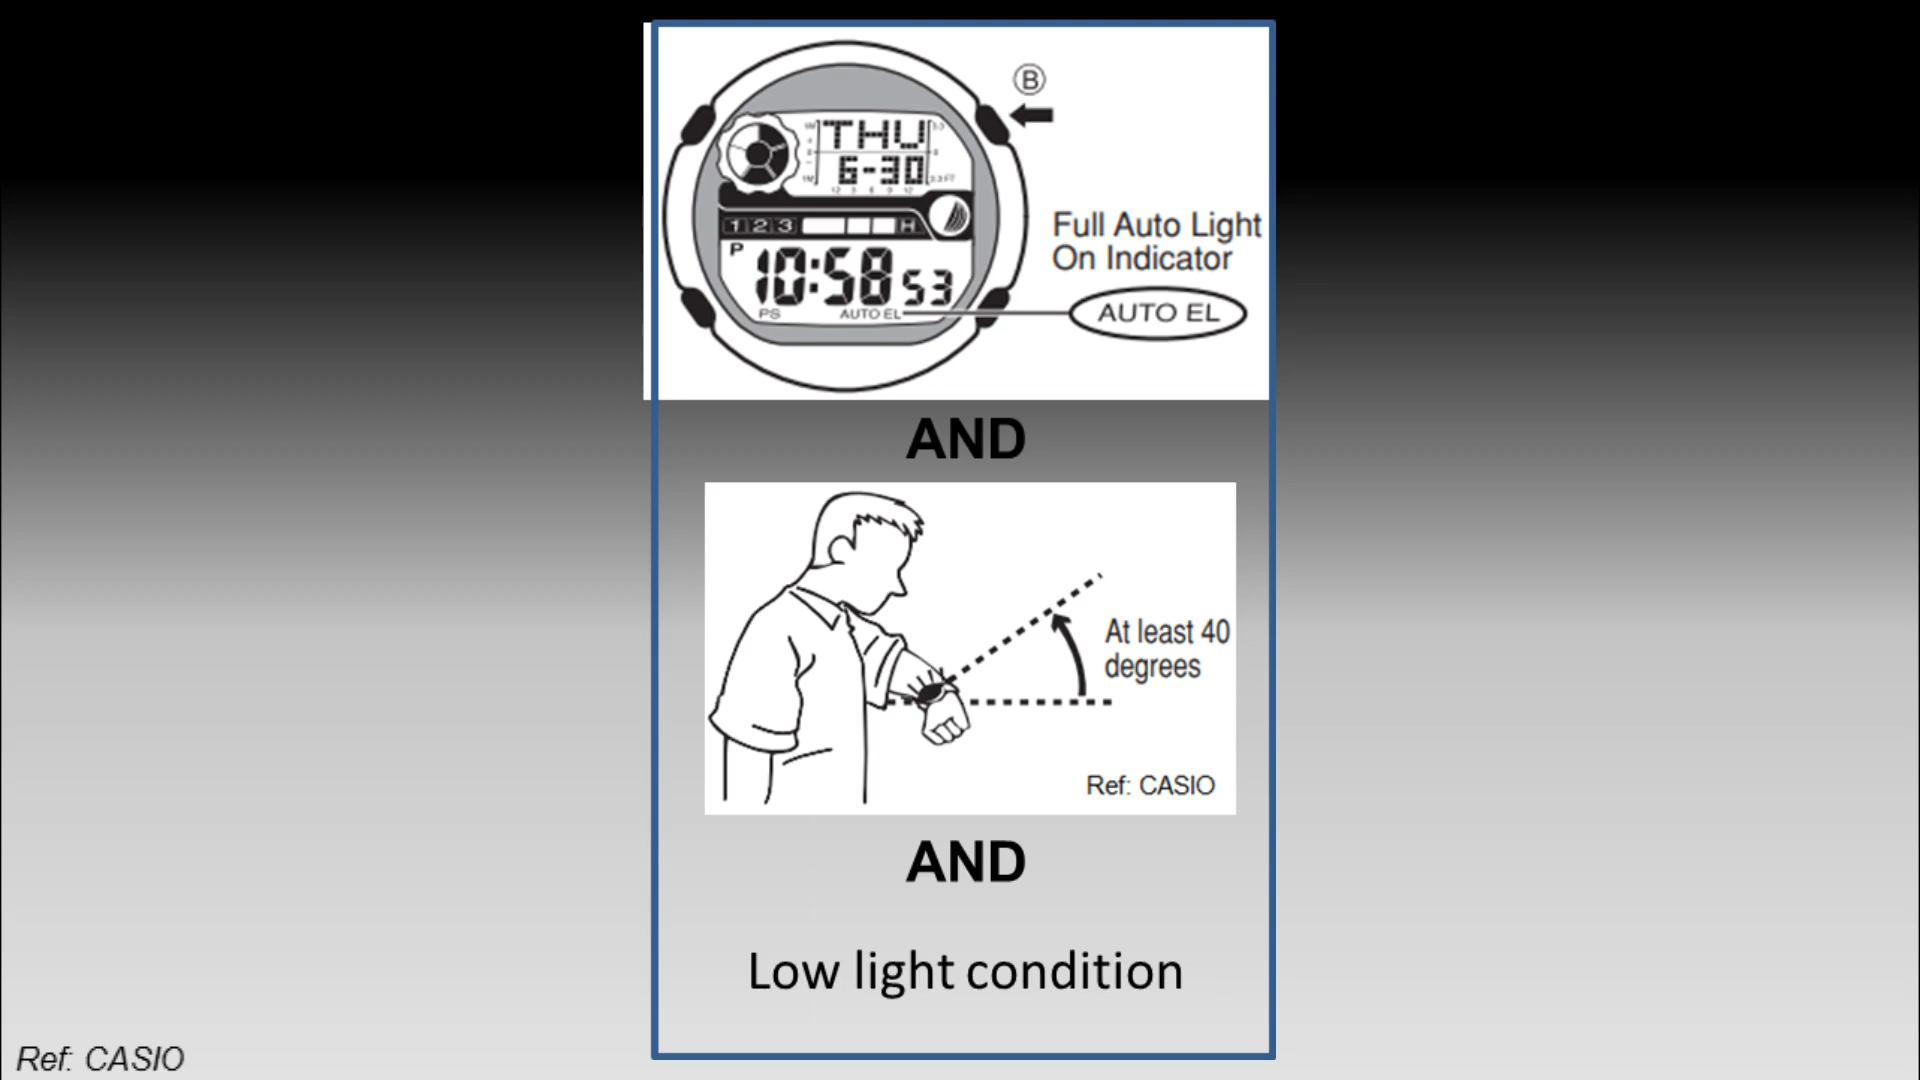 B
THU
6-30
1 2 3 H
P
10:58 53
PS AUTO EL
Full Auto Light
On Indicator
AUTO EL
AND
At least 40
degrees
Ref: CASIO
AND
Low light condition
Ref: CASIO